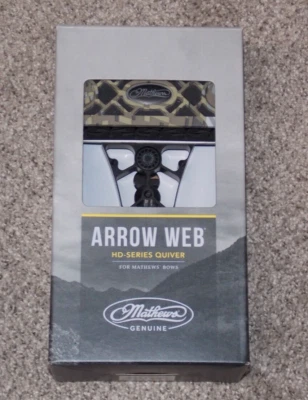 Mathews
ARROW WEB
HD-SERIES QUIVER
FOR MATHEWS® BOWS
Mathews
GENUINE